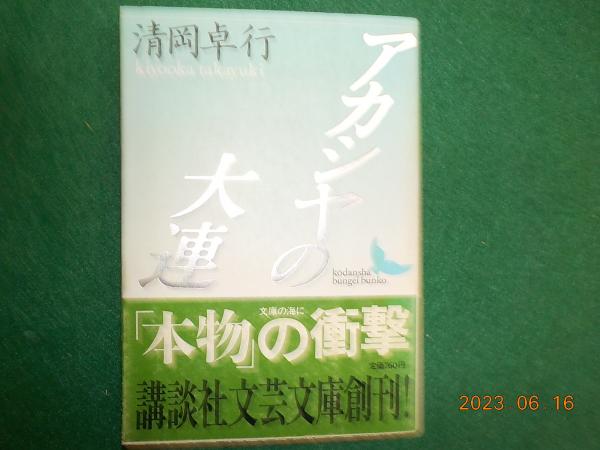 清岡卓行
kiyooka takayuki
アカシヤの
大連
kodansha
bungei bunko
文庫の海に
「本物」の衝撃
定価760円
講談社文芸文庫創刊!
2023.06.16